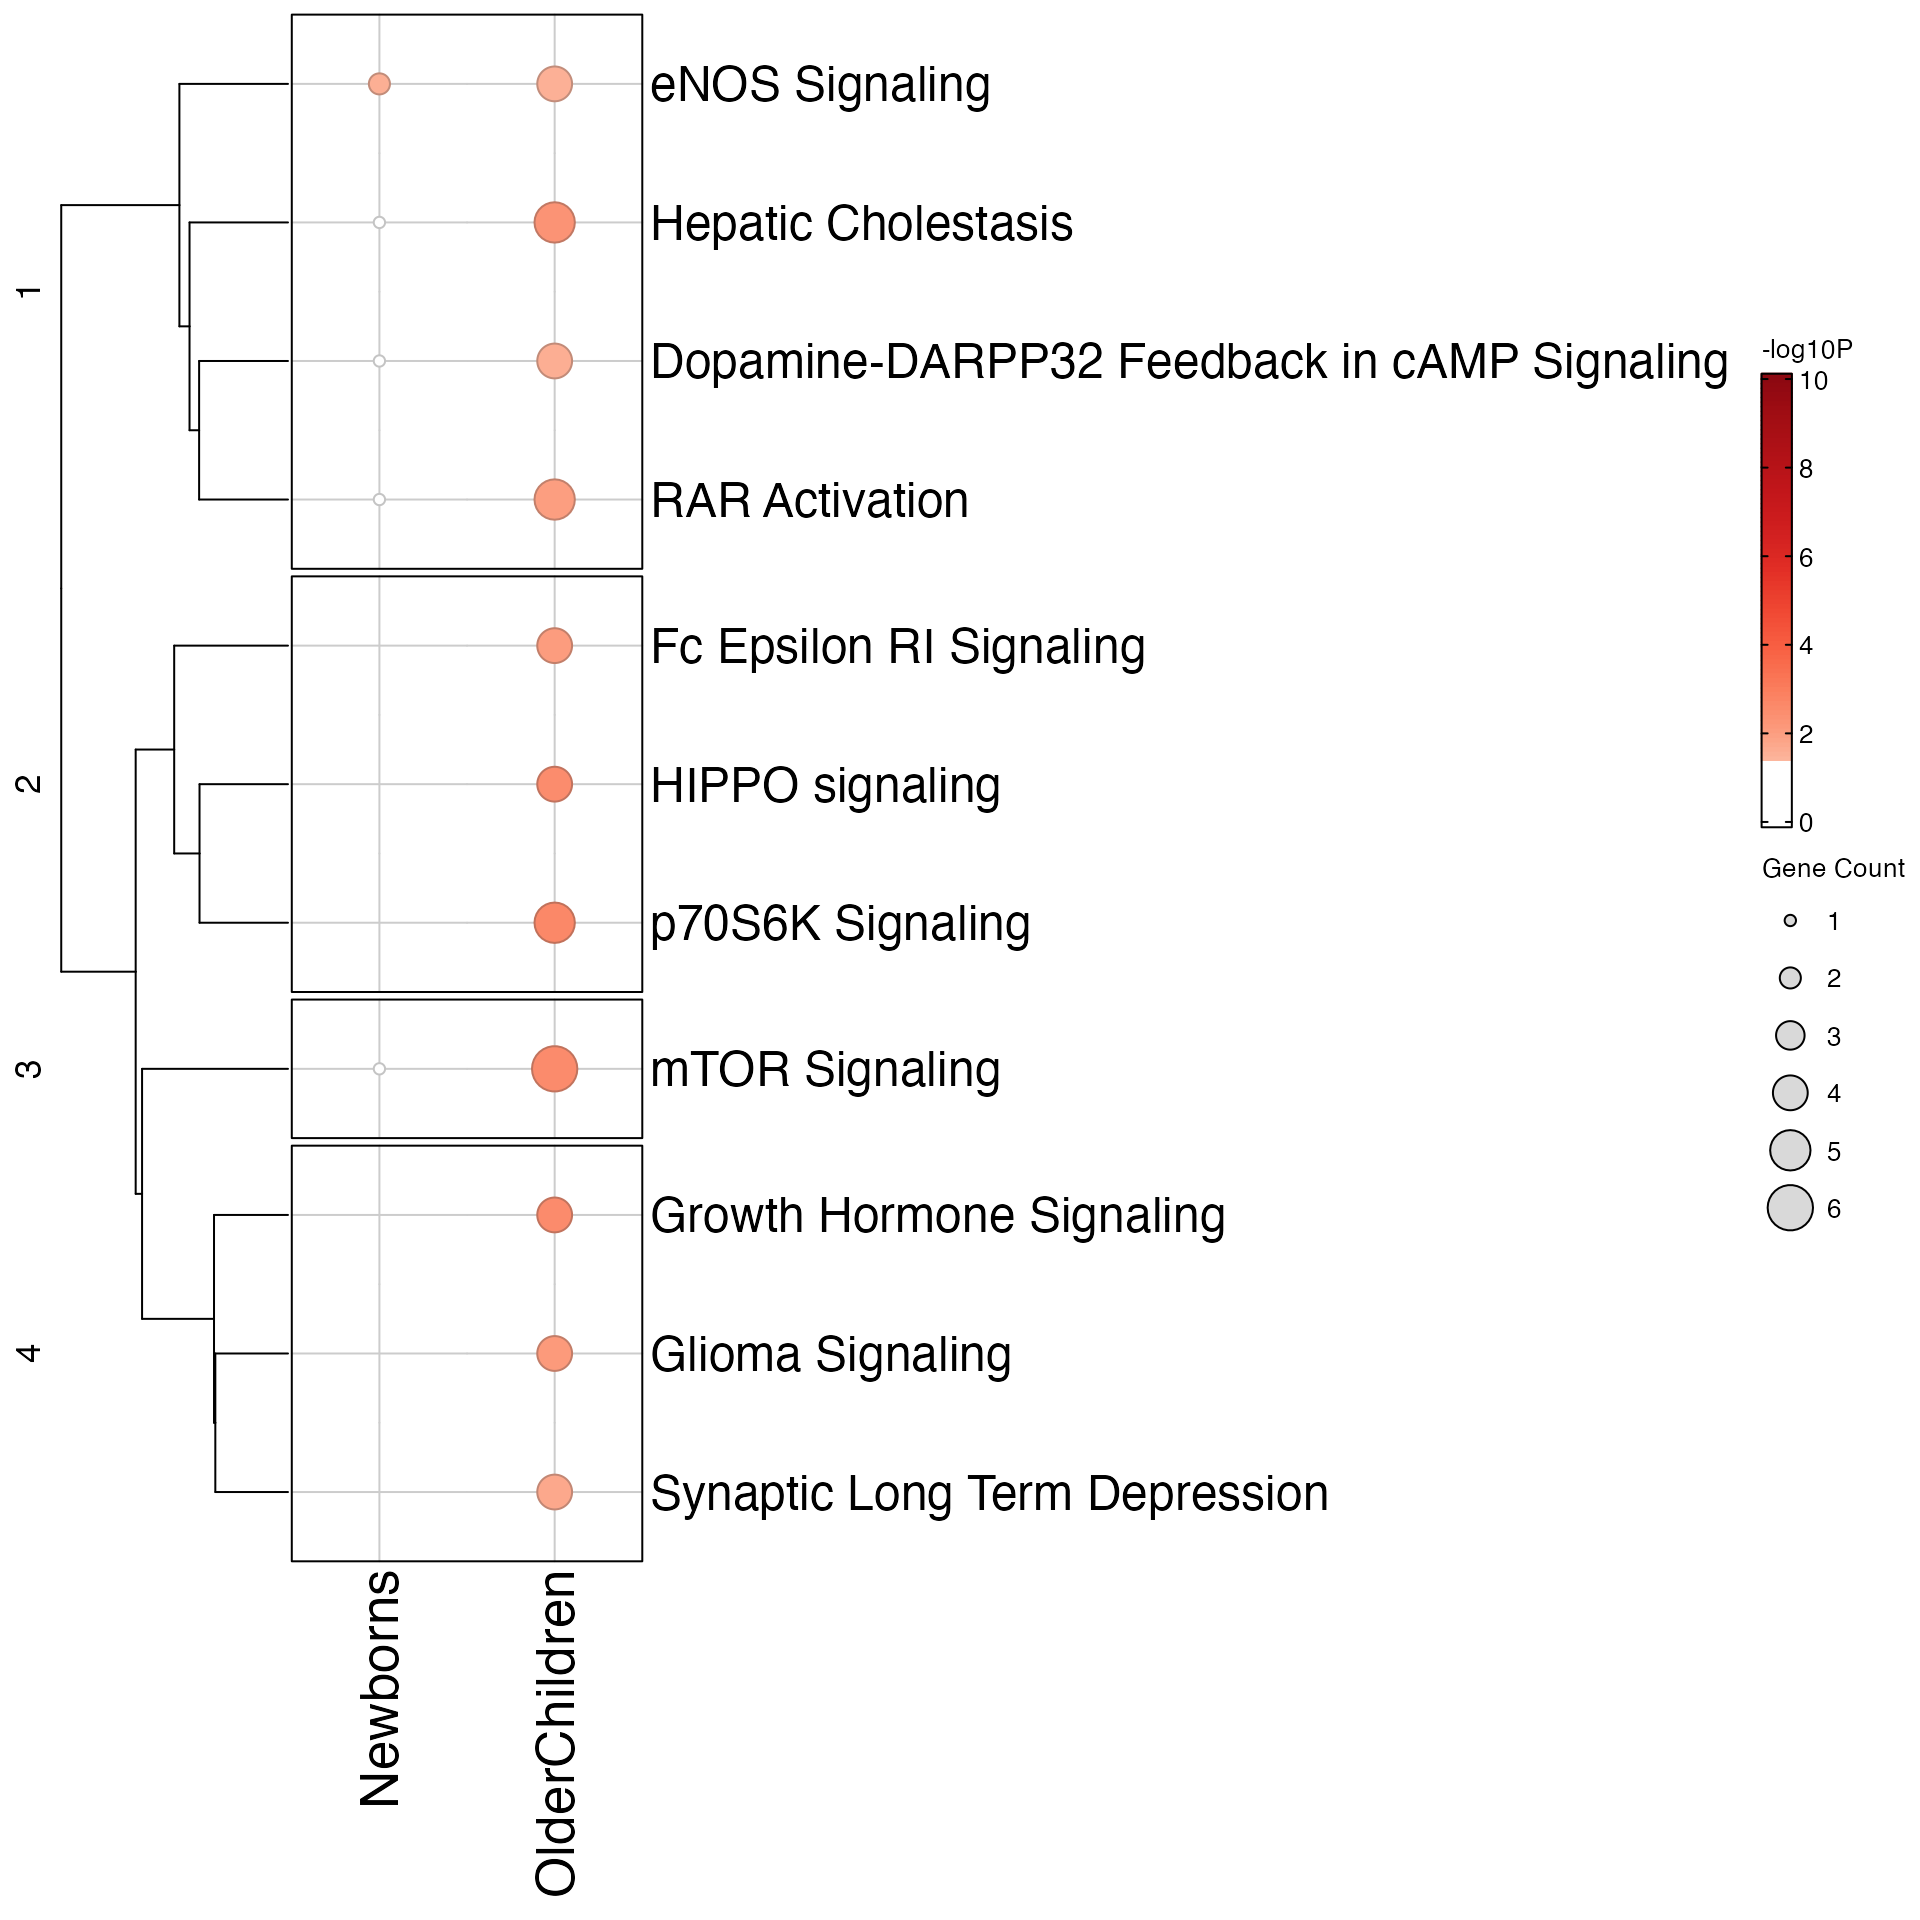 1
2
3
4
eNOS Signaling
Hepatic Cholestasis
Dopamine-DARPP32 Feedback in cAMP Signaling
RAR Activation
Fc Epsilon RI Signaling
HIPPO signaling
p70S6K Signaling
mTOR Signaling
Growth Hormone Signaling
Glioma Signaling
Synaptic Long Term Depression
Newborns
OlderChildren
-log10P
10
8
6
4
2
0
Gene Count
1
2
3
4
5
6